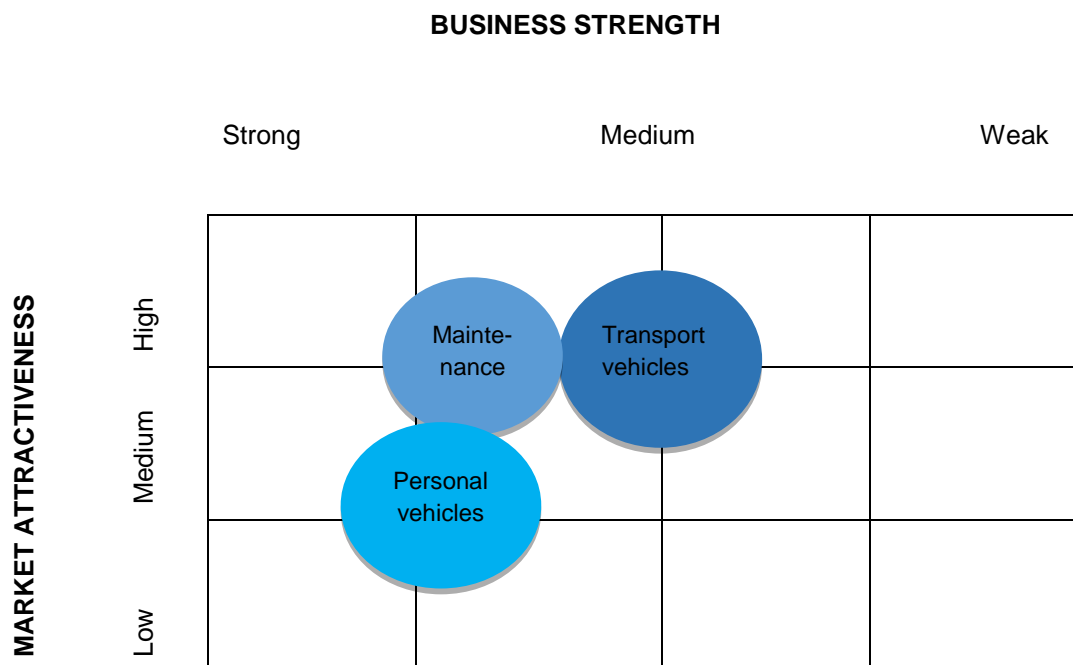 BUSINESS STRENGTH
Strong Medium Weak
MARKET ATTRACTIVENESS
High
Medium
Low
Mainte-
nance
Transport
vehicles
Personal
vehicles